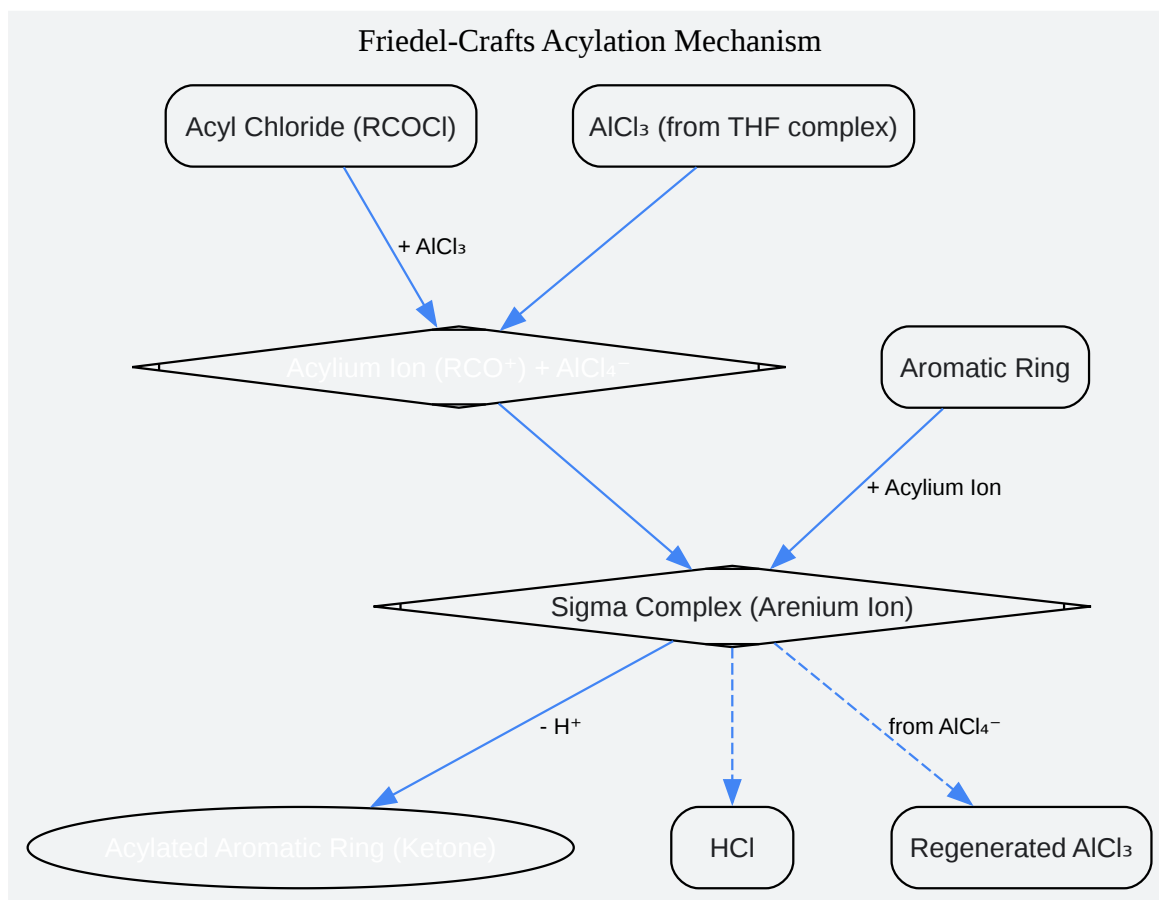 Friedel-Crafts Acylation Mechanism
Acyl Chloride (RCOCl)
AlCl₃ (from THF complex)
+ AlCl₃
Acylium Ion (RCO⁺) + AlCl₄⁻
Aromatic Ring
+ Acylium Ion
Sigma Complex (Arenium Ion)
- H⁺
from AlCl₄⁻
Acylated Aromatic Ring (Ketone)
HCl
Regenerated AlCl₃